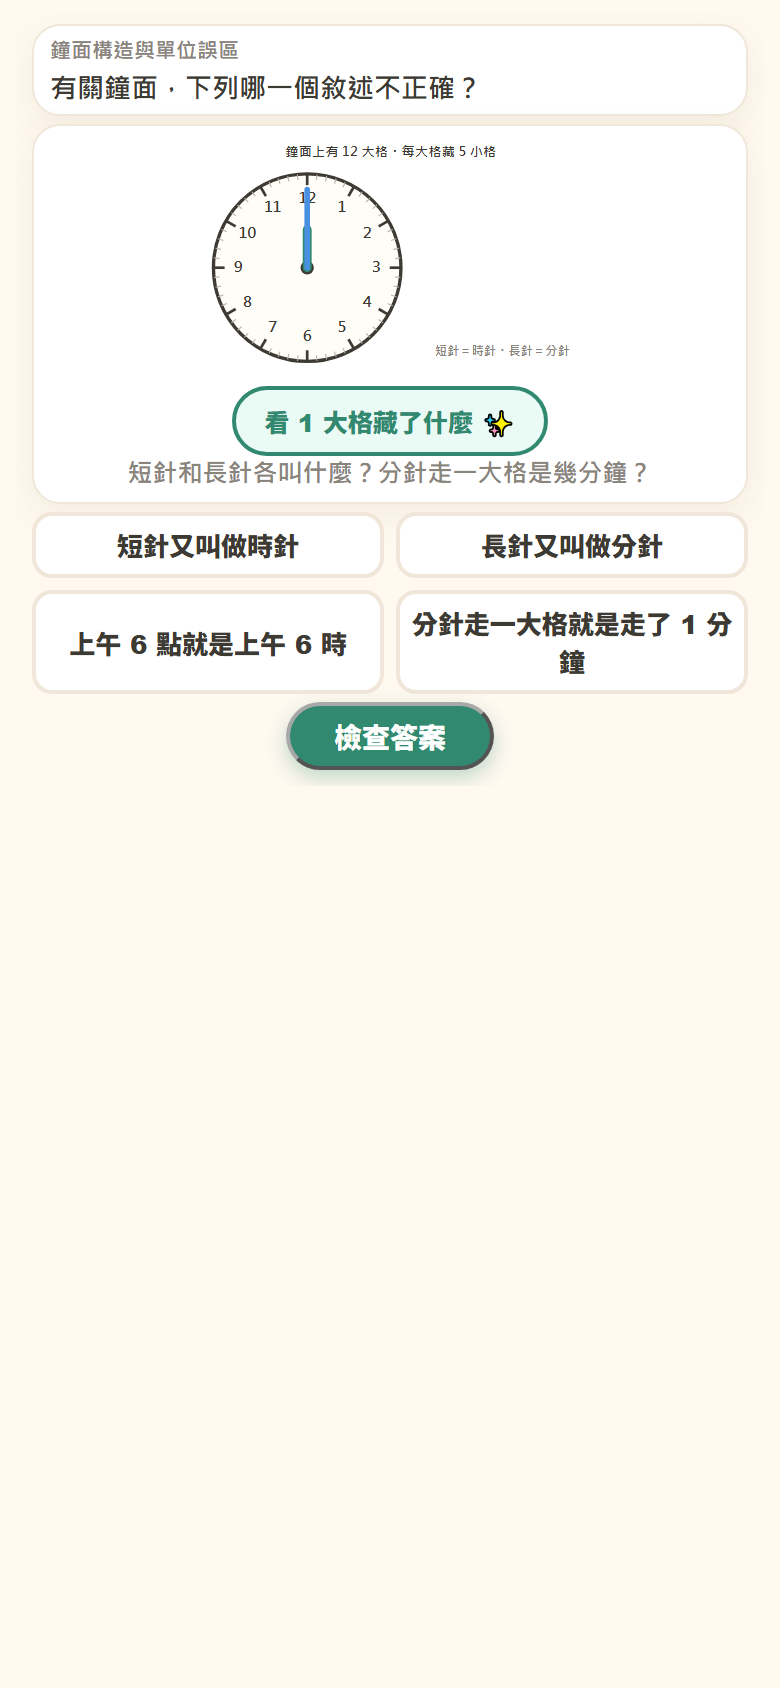 鐘面構造與單位誤區
有關鐘面，下列哪一個敘述不正確？
鐘面上有 12 大格・每大格藏 5 小格
12
11
1
10
2
9
3
8
4
7
5
6
短針＝時針・長針＝分針
看 1 大格藏了什麼 ✨
短針和長針各叫什麼？分針走一大格是幾分鐘？
短針又叫做時針
長針又叫做分針
上午 6 點就是上午 6 時
分針走一大格就是走了 1 分
鐘
檢查答案